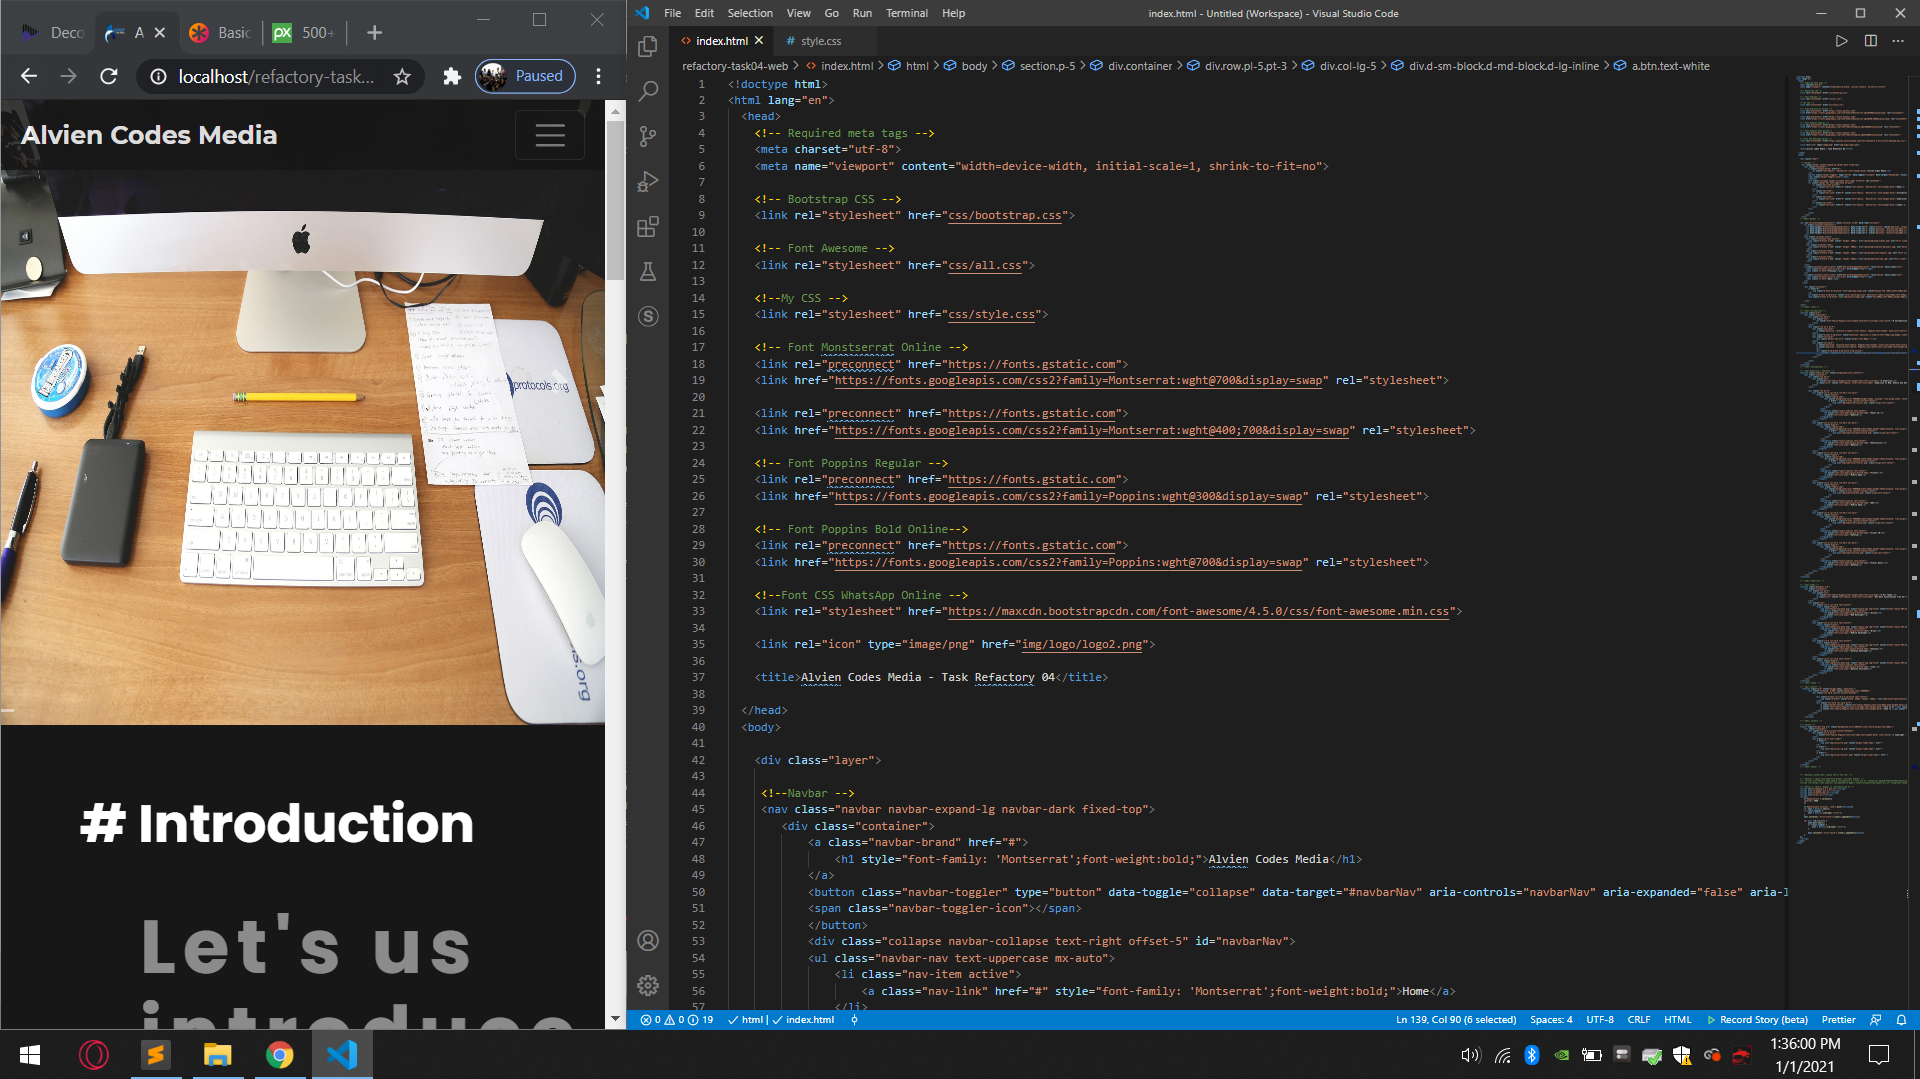 Deco
A
Basic
500+
localhost/refactory-task...
Paused
Alvien Codes Media
protocols.org
# Introduction
Let's us
introduce
File Edit Selection View Go Run Terminal Help
index.html - Untitled (Workspace) - Visual Studio Code
index.html
# style.css
refactory-task04-web > index.html > html > body > section.p-5 > div.container > div.row.pl-5.pt-3 > div.col-lg-5 > div.d-sm-block.d-md-block.d-lg-inline > a.btn.text-white
1 <!doctype html>
2 <html lang="en">
3 <head>
4 <!-- Required meta tags -->
5 <meta charset="utf-8">
6 <meta name="viewport" content="width=device-width, initial-scale=1, shrink-to-fit=no">
7
8 <!-- Bootstrap CSS -->
9 <link rel="stylesheet" href="css/bootstrap.css">
10
11 <!-- Font Awesome -->
12 <link rel="stylesheet" href="css/all.css">
13
14 <!--My CSS -->
15 <link rel="stylesheet" href="css/style.css">
16
17 <!-- Font Monstserrat Online -->
18 <link rel="preconnect" href="https://fonts.gstatic.com">
19 <link href="https://fonts.googleapis.com/css2?family=Montserrat:wght@700&display=swap" rel="stylesheet">
20
21 <link rel="preconnect" href="https://fonts.gstatic.com">
22 <link href="https://fonts.googleapis.com/css2?family=Montserrat:wght@400;700&display=swap" rel="stylesheet">
23
24 <!-- Font Poppins Regular -->
25 <link rel="preconnect" href="https://fonts.gstatic.com">
26 <link href="https://fonts.googleapis.com/css2?family=Poppins:wght@300&display=swap" rel="stylesheet">
27
28 <!-- Font Poppins Bold Online-->
29 <link rel="preconnect" href="https://fonts.gstatic.com">
30 <link href="https://fonts.googleapis.com/css2?family=Poppins:wght@700&display=swap" rel="stylesheet">
31
32 <!--Font CSS WhatsApp Online -->
33 <link rel="stylesheet" href="https://maxcdn.bootstrapcdn.com/font-awesome/4.5.0/css/font-awesome.min.css">
34
35 <link rel="icon" type="image/png" href="img/logo/logo2.png">
36
37 <title>Alvien Codes Media - Task Refactory 04</title>
38
39 </head>
40 <body>
41
42 <div class="layer">
43
44 <!--Navbar -->
45 <nav class="navbar navbar-expand-lg navbar-dark fixed-top">
46 <div class="container">
47 <a class="navbar-brand" href="#">
48 <h1 style="font-family: 'Montserrat';font-weight:bold;">Alvien Codes Media</h1>
49 </a>
50 <button class="navbar-toggler" type="button" data-toggle="collapse" data-target="#navbarNav" aria-controls="navbarNav" aria-expanded="false" aria-l
51 <span class="navbar-toggler-icon"></span>
52 </button>
53 <div class="collapse navbar-collapse text-right offset-5" id="navbarNav">
54 <ul class="navbar-nav text-uppercase mx-auto">
55 <li class="nav-item active">
56 <a class="nav-link" href="#" style="font-family: 'Montserrat';font-weight:bold;">Home</a>
57 </li>
0 0 19 html | index.html
Ln 139, Col 90 (6 selected) Spaces: 4 UTF-8 CRLF HTML Record Story (beta) Prettier
1:36:00 PM
1/1/2021